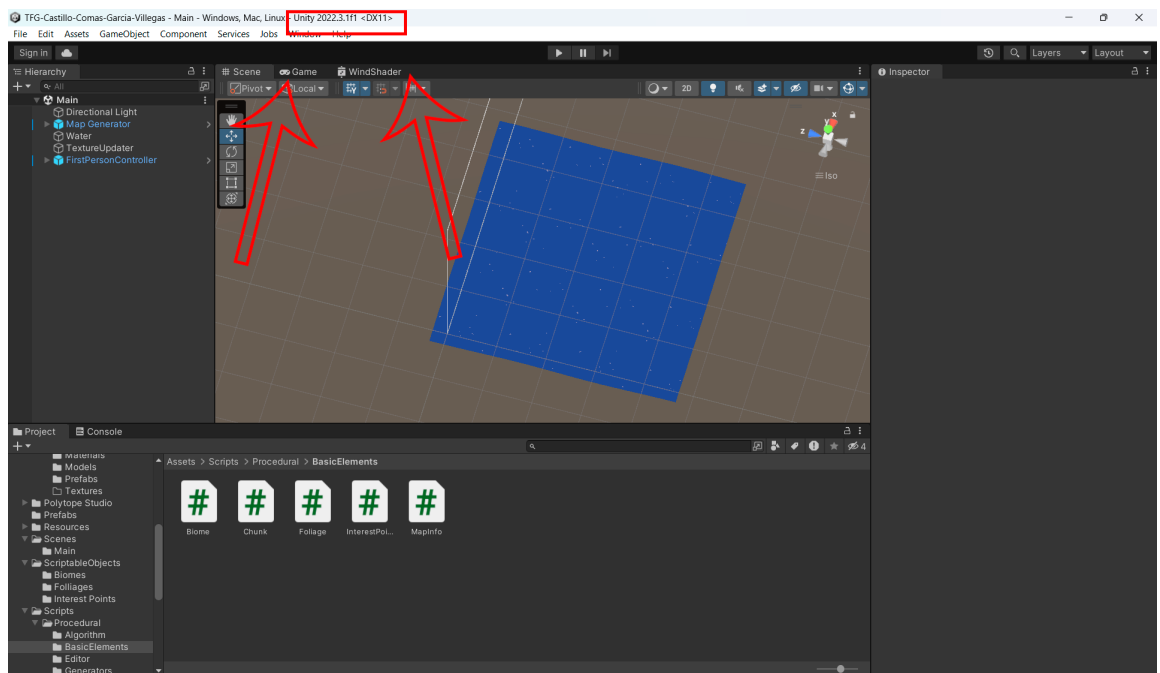 TFG-Castillo-Comas-Garcia-Villegas - Main - Windows, Mac, Linux - Unity 2022.3.1f1 <DX11>
File Edit Assets GameObject Component Services Jobs Window Help
Sign in
Layers
Layout
Hierarchy
All
Main
Directional Light
Map Generator
Water
TextureUpdater
FirstPersonController
Scene
Game
WindShader
Pivot
Local
2D
x
y
z
Iso
Inspector
Project
Console
4
Materials
Models
Prefabs
Textures
Polytope Studio
Prefabs
Resources
Scenes
Main
ScriptableObjects
Biomes
Folliages
Interest Points
Scripts
Procedural
Algorithm
BasicElements
Editor
Generators
Assets > Scripts > Procedural > BasicElements
Biome
Chunk
Foliage
InterestPoi...
MapInfo